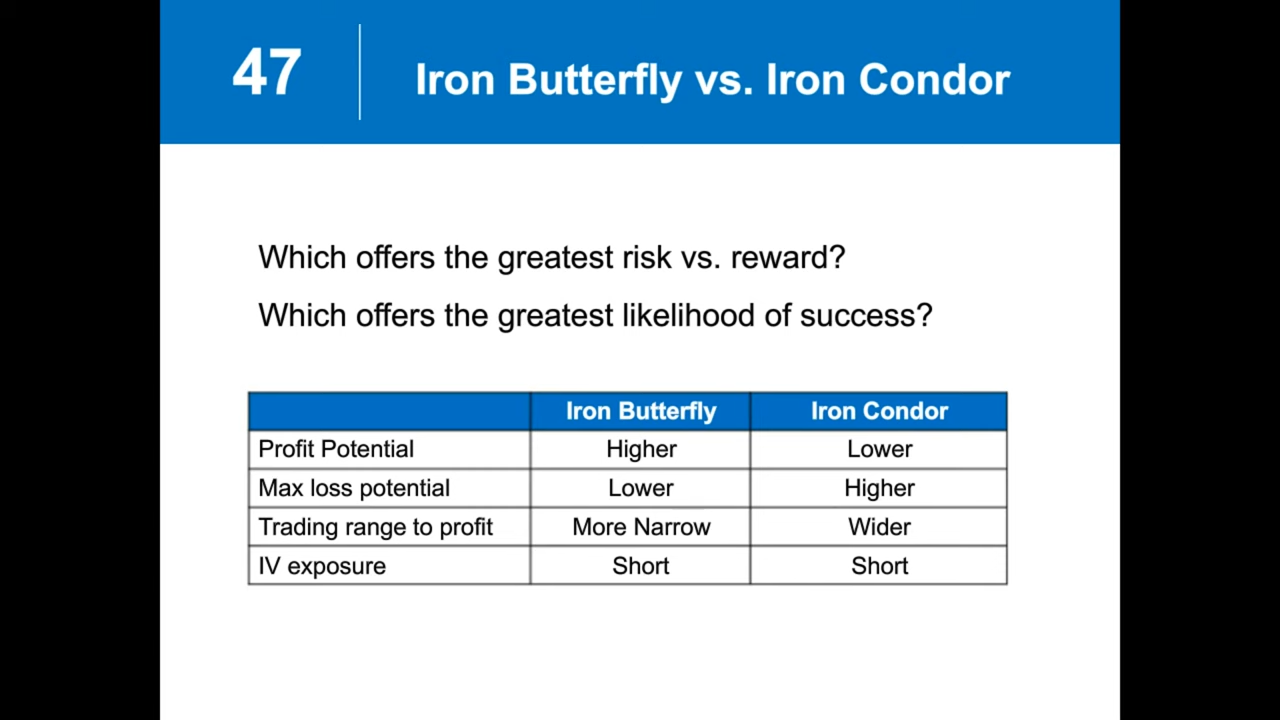 47
Iron Butterfly vs. Iron Condor
Which offers the greatest risk vs. reward?
Which offers the greatest likelihood of success?
Iron Butterfly Iron Condor
Profit Potential Higher Lower
Max loss potential Lower Higher
Trading range to profit More Narrow Wider
IV exposure Short Short